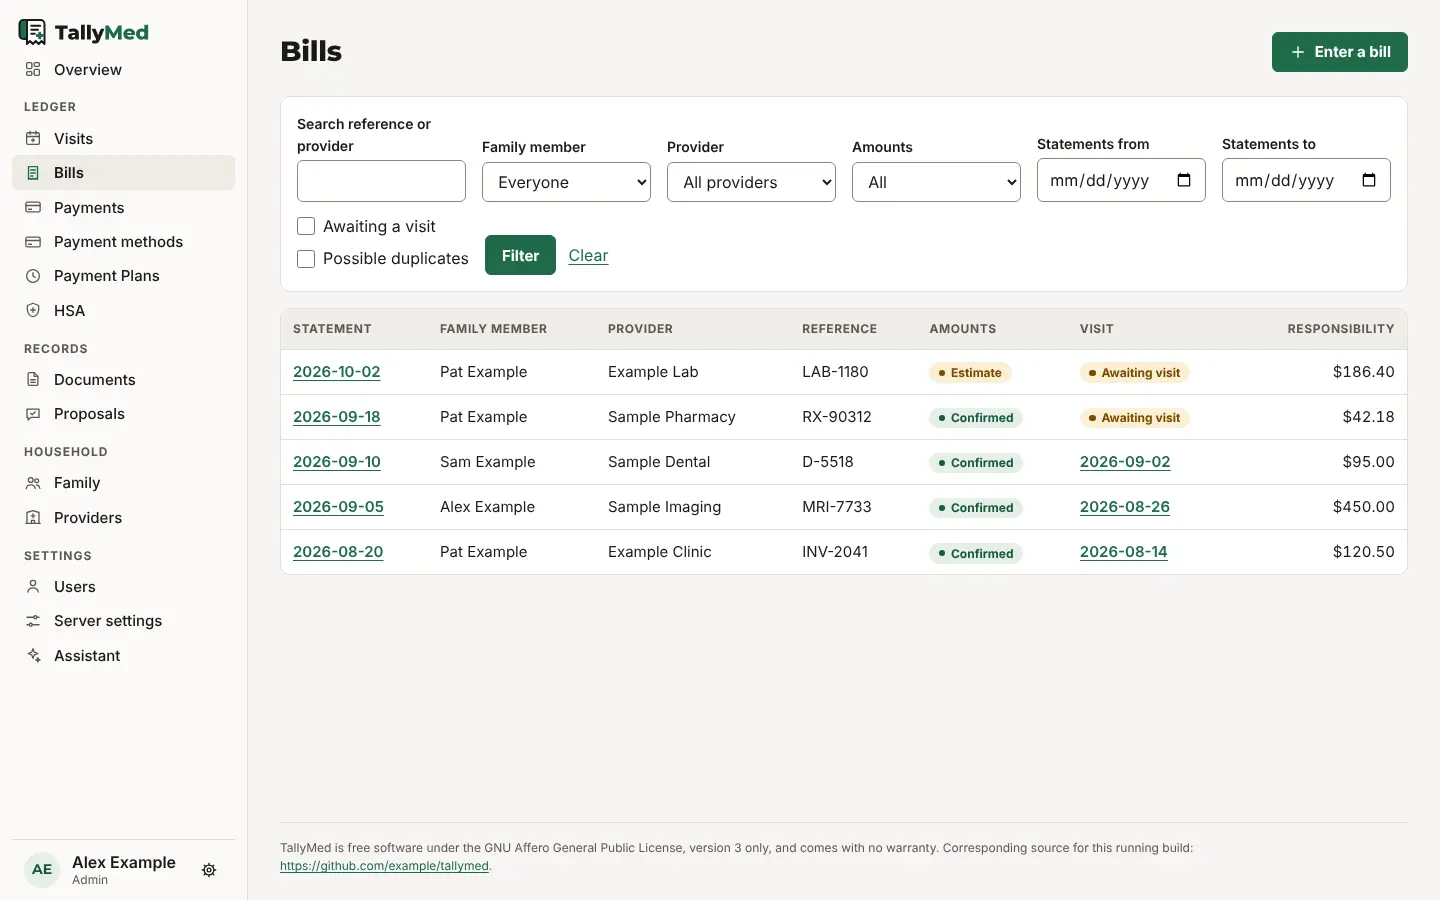 TallyMed
Overview
LEDGER
Visits
Bills
Payments
Payment methods
Payment Plans
HSA
RECORDS
Documents
Proposals
HOUSEHOLD
Family
Providers
SETTINGS
Users
Server settings
Assistant
AE
Alex Example
Admin
Bills
Enter a bill
Search reference or
provider
Family member
Everyone
Provider
All providers
Amounts
All
Statements from
mm/dd/yyyy
Statements to
mm/dd/yyyy
Awaiting a visit
Possible duplicates
Filter
Clear
STATEMENT FAMILY MEMBER PROVIDER REFERENCE AMOUNTS VISIT RESPONSIBILITY
2026-10-02 Pat Example Example Lab LAB-1180 Estimate Awaiting visit $186.40
2026-09-18 Pat Example Sample Pharmacy RX-90312 Confirmed Awaiting visit $42.18
2026-09-10 Sam Example Sample Dental D-5518 Confirmed 2026-09-02 $95.00
2026-09-05 Alex Example Sample Imaging MRI-7733 Confirmed 2026-08-26 $450.00
2026-08-20 Pat Example Example Clinic INV-2041 Confirmed 2026-08-14 $120.50
TallyMed is free software under the GNU Affero General Public License, version 3 only, and comes with no warranty. Corresponding source for this running build:
https://github.com/example/tallymed.